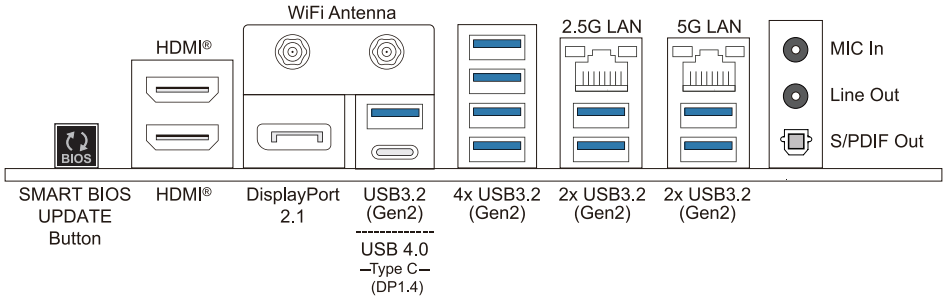 WiFi Antenna
HDMI®
2.5G LAN
5G LAN
MIC In
Line Out
S/PDIF Out
BIOS
SMART BIOS
UPDATE
Button
HDMI®
DisplayPort
2.1
USB3.2
(Gen2)
USB 4.0
Type C
(DP1.4)
4x USB3.2
(Gen2)
2x USB3.2
(Gen2)
2x USB3.2
(Gen2)